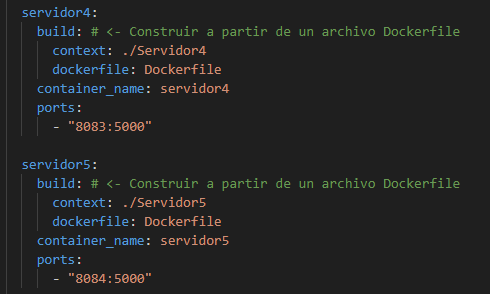 servidor4:
build: # <- Construir a partir de un archivo Dockerfile
context: ./Servidor4
dockerfile: Dockerfile
container_name: servidor4
ports:
- "8083:5000"
servidor5:
build: # <- Construir a partir de un archivo Dockerfile
context: ./Servidor5
dockerfile: Dockerfile
container_name: servidor5
ports:
- "8084:5000"